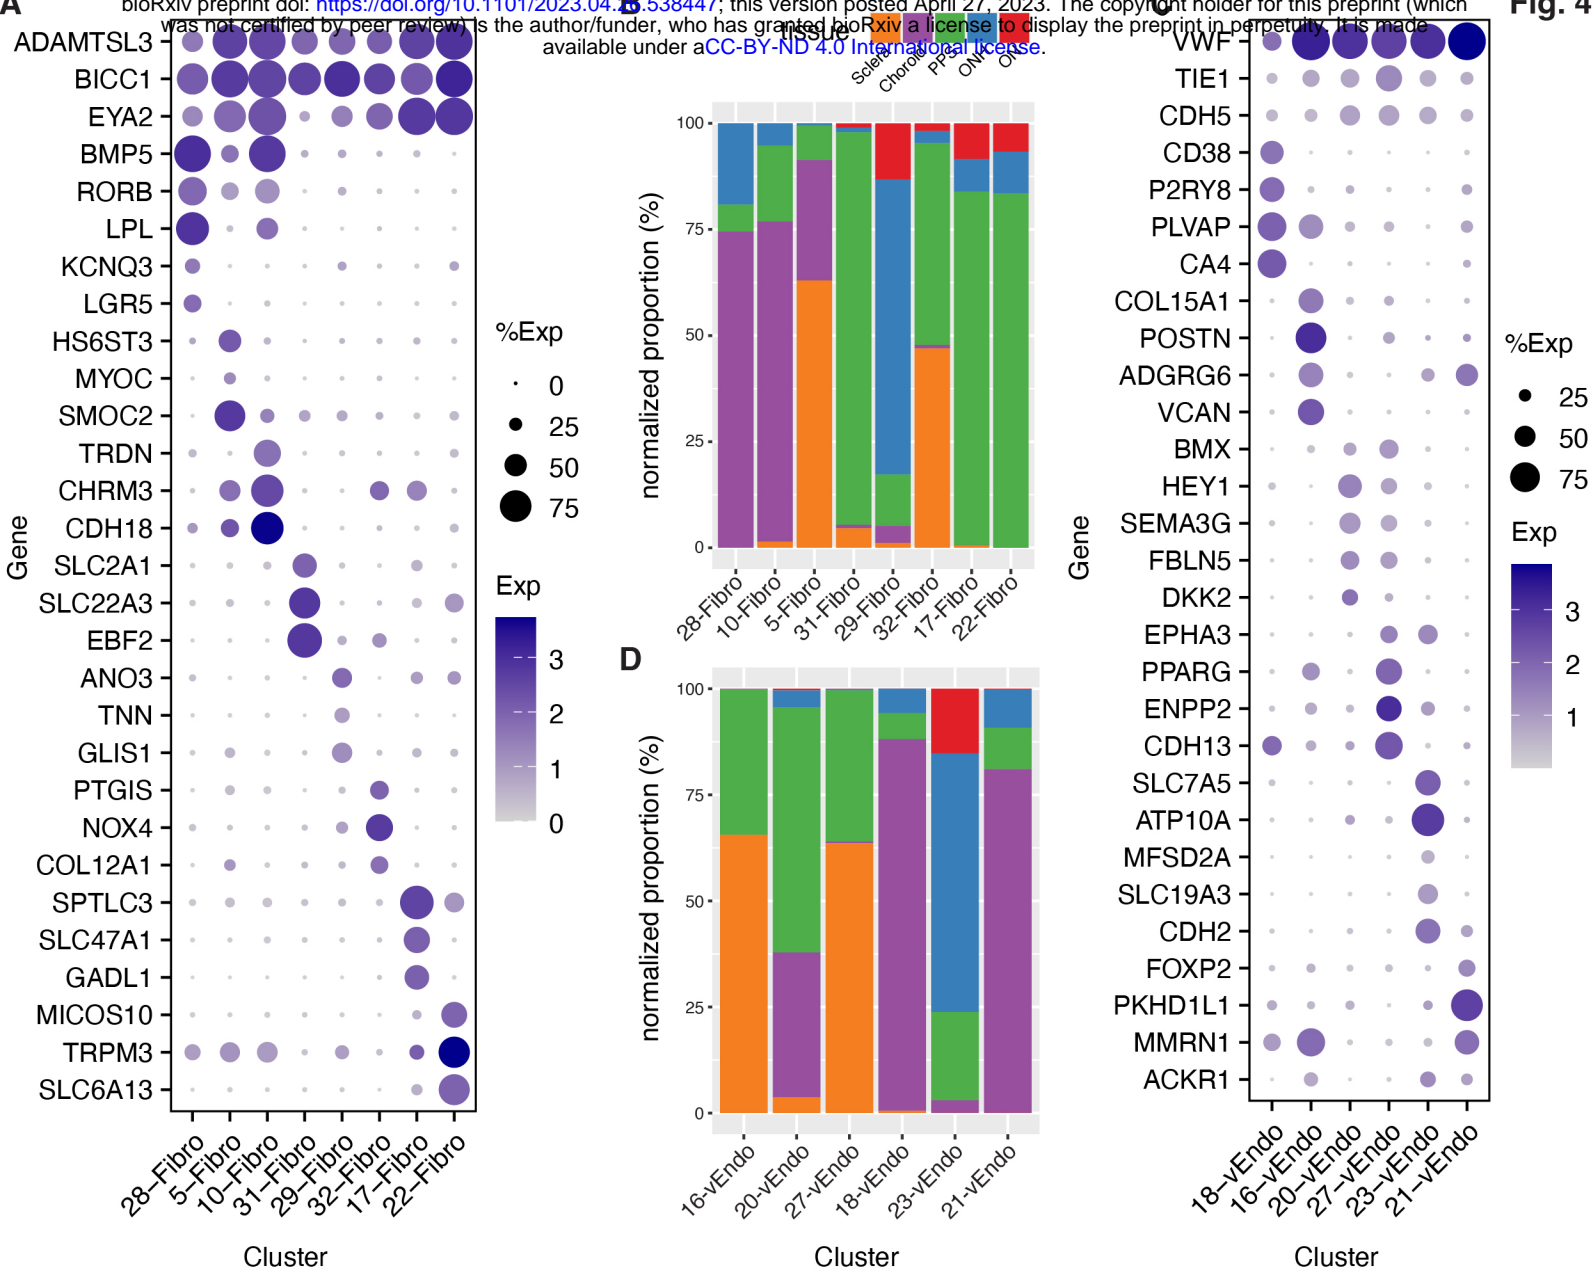 bioRxiv preprint doi: https://doi.org/10.1101/2023.04.26.538447; this version posted April 27, 2023. The copyright holder for this preprint (which
was not certified by peer review) is the author/funder, who has granted bioRxiv a license to display the preprint in perpetuity. It is made
available under aCC-BY-ND 4.0 International license.
Fig. 4
A
ADAMTSL3
BICC1
EYA2
BMP5
RORB
LPL
KCNQ3
LGR5
HS6ST3
MYOC
SMOC2
TRDN
CHRM3
CDH18
SLC2A1
SLC22A3
EBF2
ANO3
TNN
GLIS1
PTGIS
NOX4
COL12A1
SPTLC3
SLC47A1
GADL1
MICOS10
TRPM3
SLC6A13
Gene
28–Fibro
5–Fibro
10–Fibro
31–Fibro
29–Fibro
32–Fibro
17–Fibro
22–Fibro
Cluster
%Exp
0
25
50
75
Exp
3
2
1
0
B
tissue
Sclera
Choroid
PPS
ONH
ON
normalized proportion (%)
100
75
50
25
0
28–Fibro
10–Fibro
5–Fibro
31–Fibro
29–Fibro
32–Fibro
17–Fibro
22–Fibro
D
normalized proportion (%)
100
75
50
25
0
16–vEndo
20–vEndo
27–vEndo
18–vEndo
23–vEndo
21–vEndo
Cluster
C
VWF
TIE1
CDH5
CD38
P2RY8
PLVAP
CA4
COL15A1
POSTN
ADGRG6
VCAN
BMX
HEY1
SEMA3G
FBLN5
DKK2
EPHA3
PPARG
ENPP2
CDH13
SLC7A5
ATP10A
MFSD2A
SLC19A3
CDH2
FOXP2
PKHD1L1
MMRN1
ACKR1
Gene
18–vEndo
16–vEndo
20–vEndo
27–vEndo
23–vEndo
21–vEndo
Cluster
%Exp
25
50
75
Exp
3
2
1